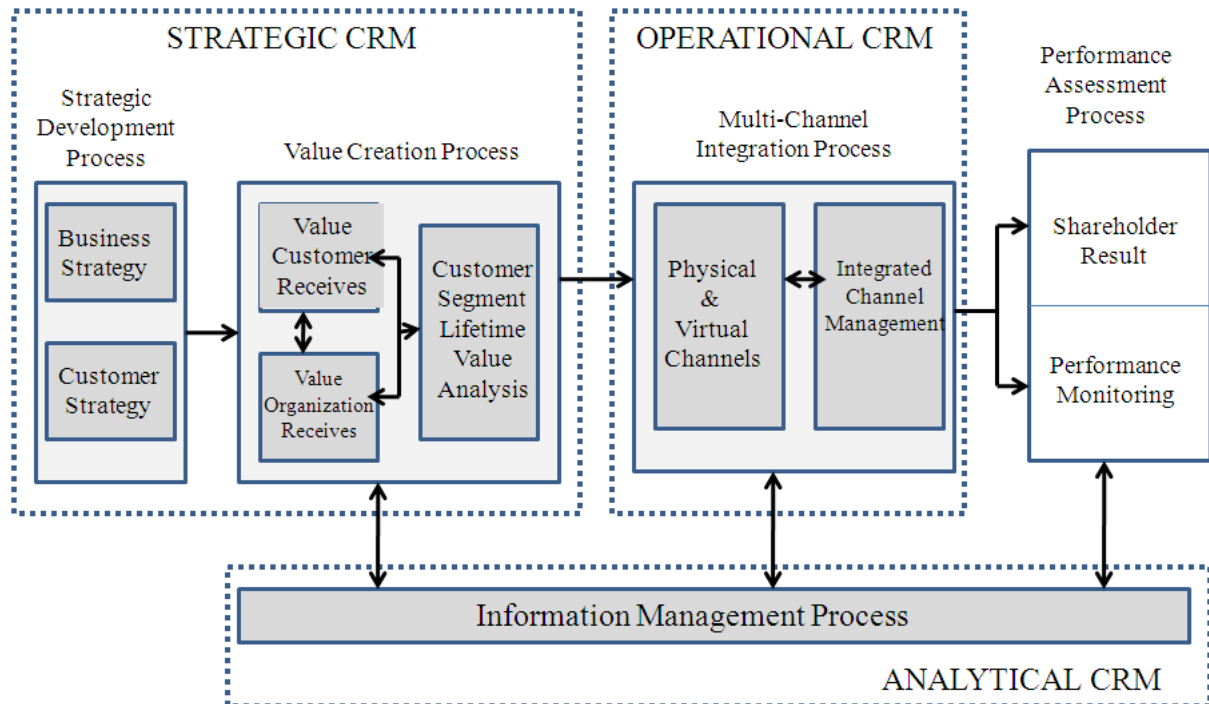 STRATEGIC CRM
Strategic
Development
Process
Business
Strategy
Customer
Strategy
Value Creation Process
Value
Customer
Receives
Value
Organization
Receives
Customer
Segment
Lifetime
Value
Analysis
OPERATIONAL CRM
Multi-Channel
Integration Process
Physical
&
Virtual
Channels
Integrated
Channel
Management
Performance
Assessment
Process
Shareholder
Result
Performance
Monitoring
Information Management Process
ANALYTICAL CRM